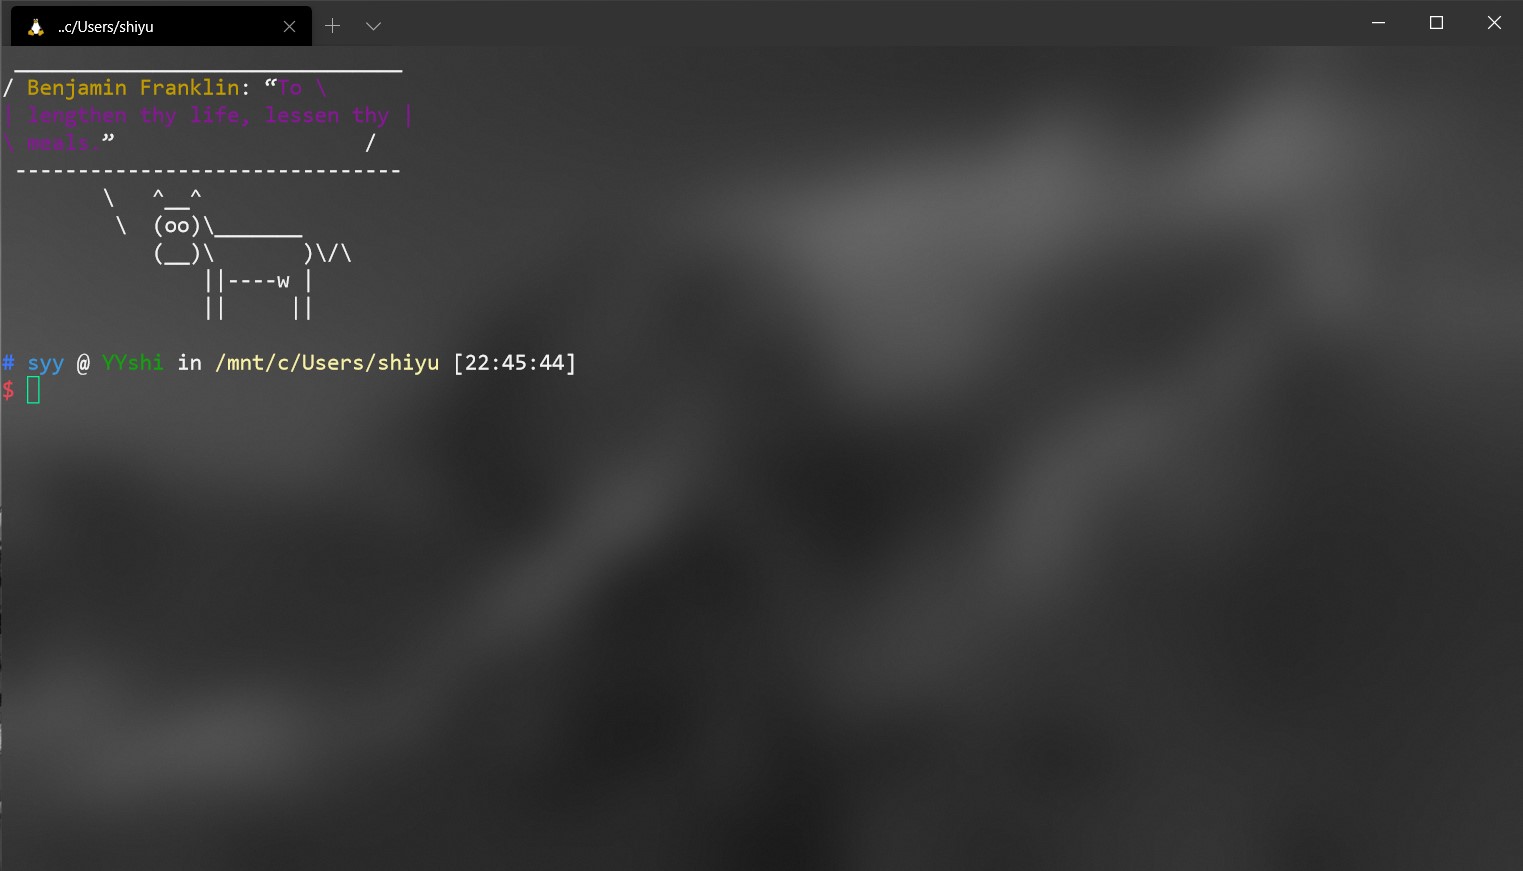 ..c/Users/shiyu
 _______________________________
/ Benjamin Franklin: “To \
| lengthen thy life, lessen thy |
\ meals.”                    /
 -------------------------------
        \   ^__^
         \  (oo)\_______
            (__)\       )\/\
                ||----w |
                ||     ||
# syy @ YYshi in /mnt/c/Users/shiyu [22:45:44]
$